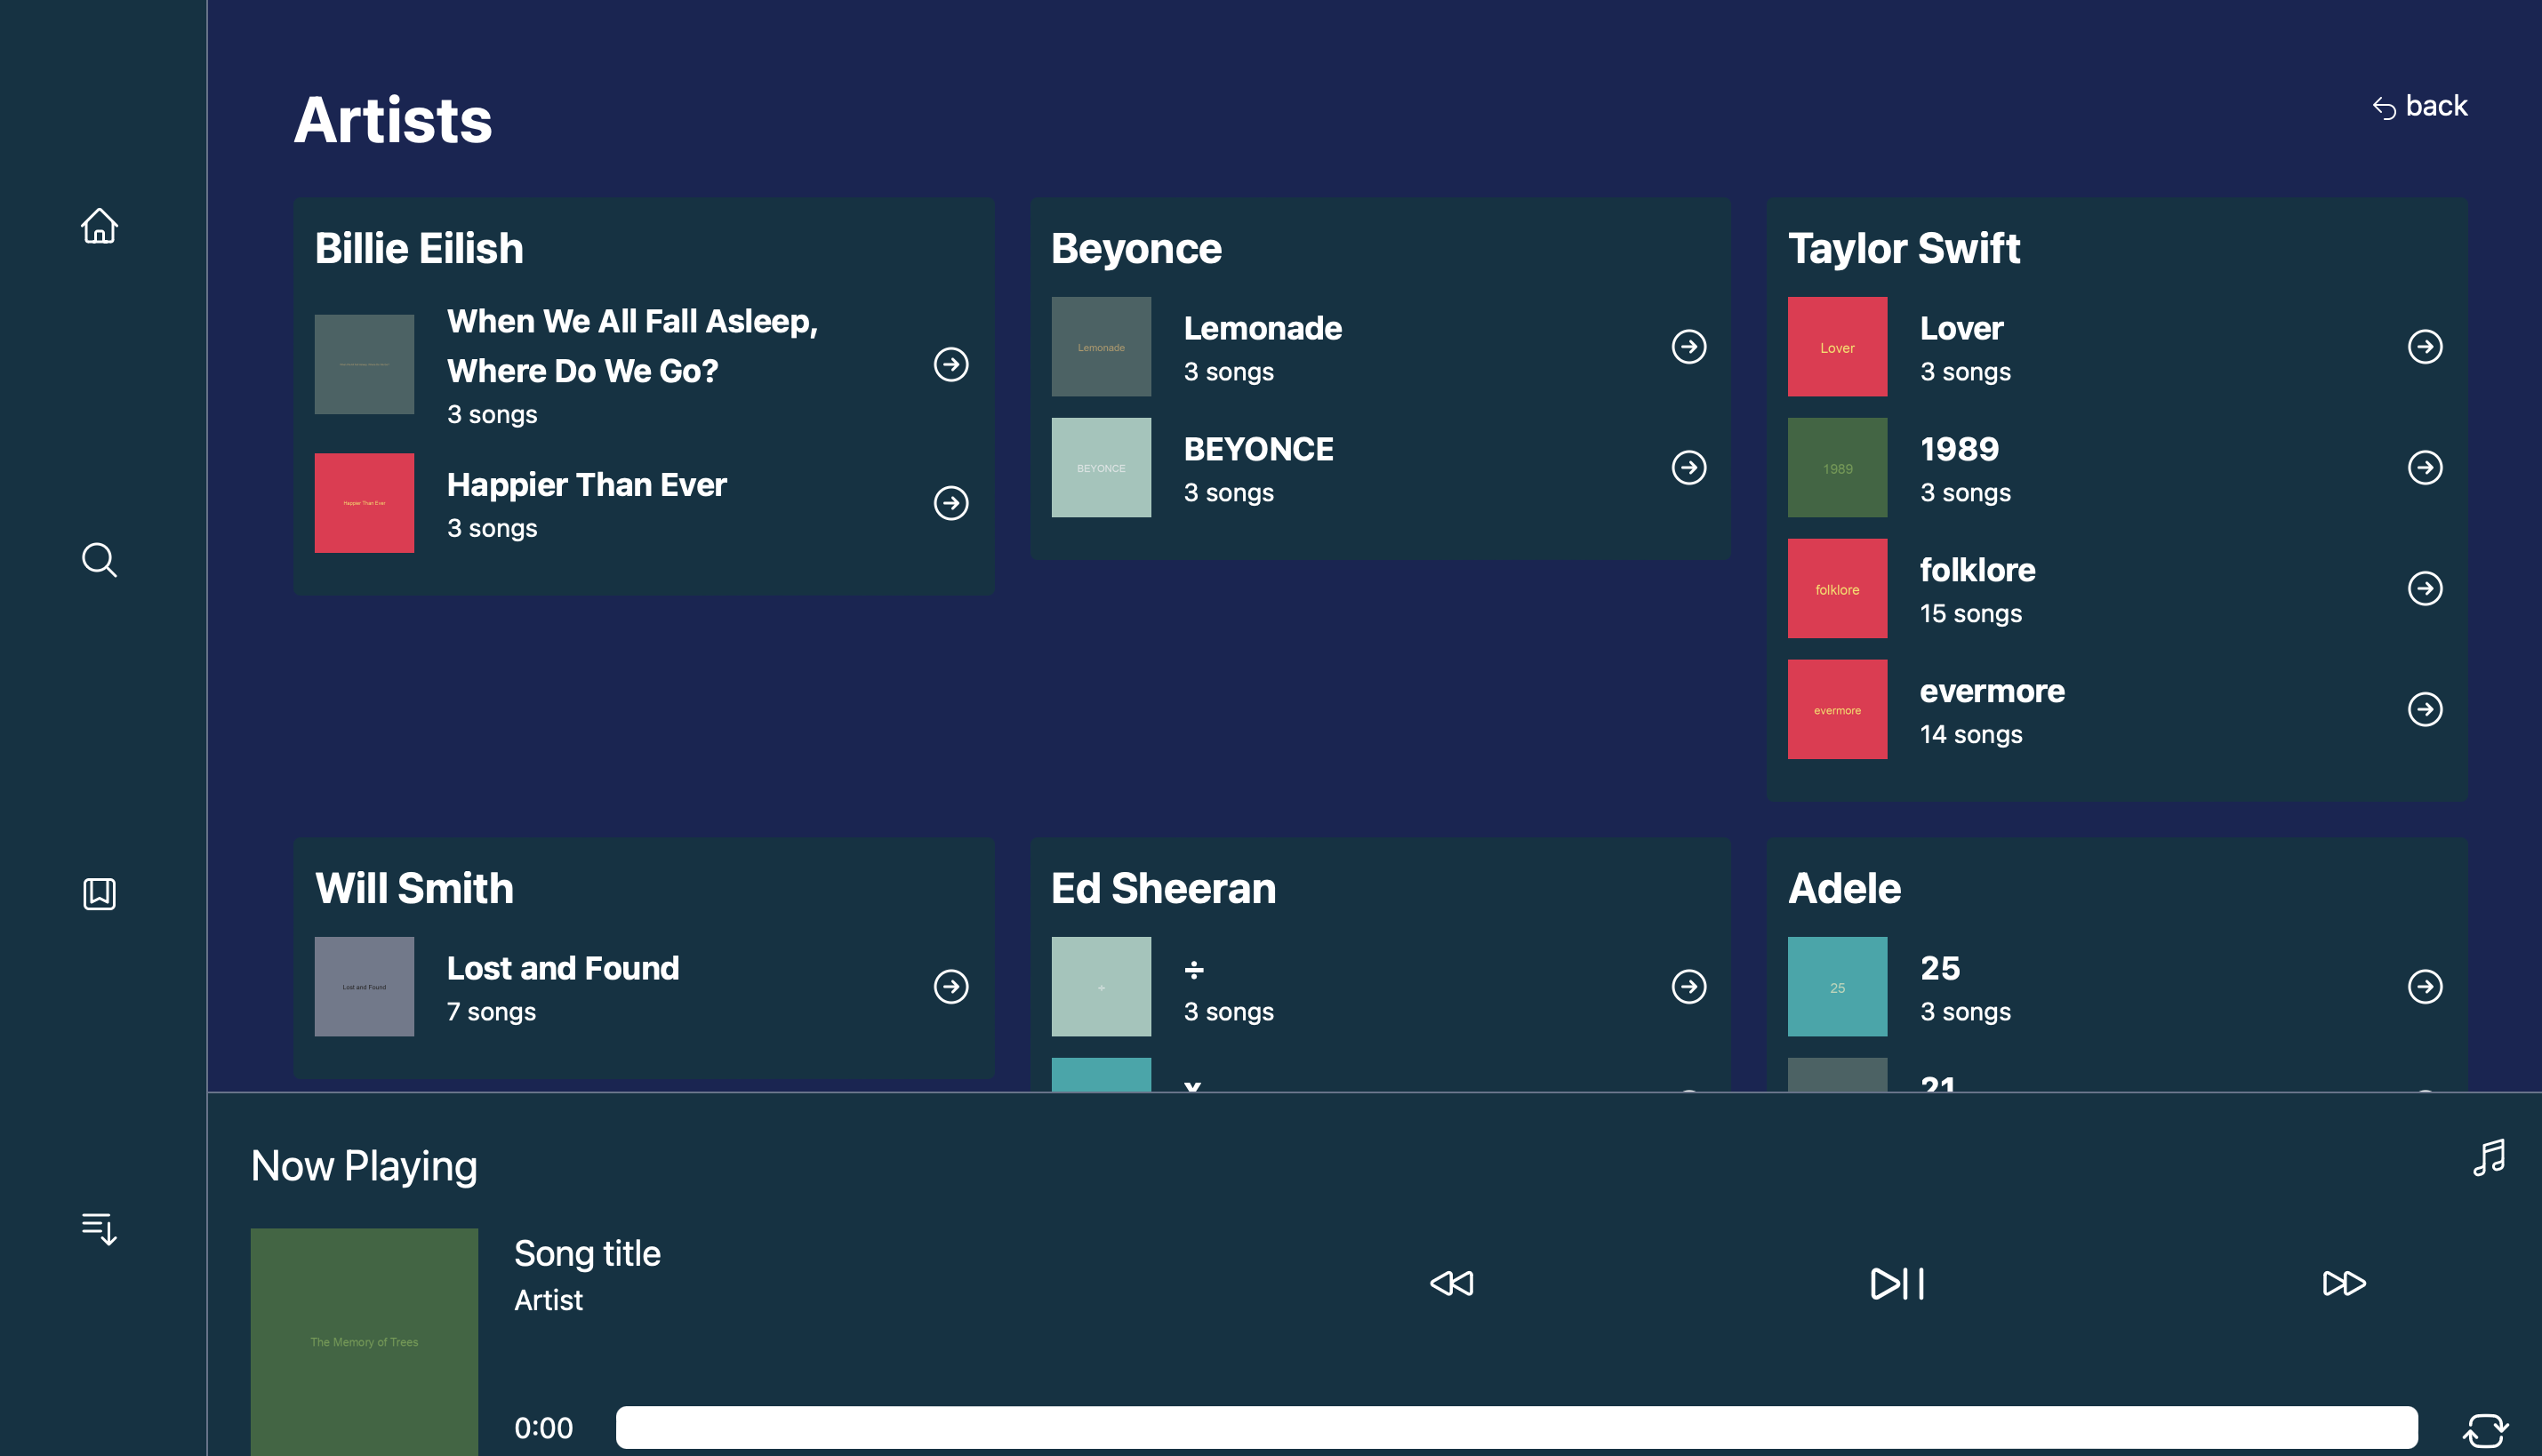 Artists
back
Billie Eilish
When We All Fall Asleep,
Where Do We Go?
3 songs
Happier Than Ever
Happier Than Ever
3 songs
Beyonce
Lemonade
Lemonade
3 songs
BEYONCE
BEYONCE
3 songs
Taylor Swift
Lover
Lover
3 songs
1989
1989
3 songs
folklore
folklore
15 songs
evermore
evermore
14 songs
Will Smith
Lost and Found
Lost and Found
7 songs
Ed Sheeran
÷
÷
3 songs
x
Adele
25
25
3 songs
21
Now Playing
The Memory of Trees
Song title
Artist
0:00